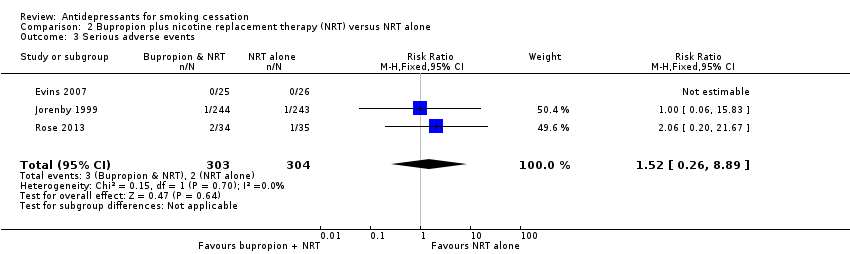 Review: Antidepressants for smoking cessation
Comparison: 2 Bupropion plus nicotine replacement therapy (NRT) versus NRT alone
Outcome: 3 Serious adverse events
Study or subgroup Bupropion & NRT NRT alone Risk Ratio Weight Risk Ratio
n/N n/N M-H,Fixed,95% CI M-H,Fixed,95% CI
Evins 2007 0/25 0/26 Not estimable
Jorenby 1999 1/244 1/243 50.4 % 1.00 [ 0.06, 15.83 ]
Rose 2013 2/34 1/35 49.6 % 2.06 [ 0.20, 21.67 ]
Total (95% CI) 303 304 100.0 % 1.52 [ 0.26, 8.89 ]
Total events: 3 (Bupropion & NRT), 2 (NRT alone)
Heterogeneity: Chi² = 0.15, df = 1 (P = 0.70); I² =0.0%
Test for overall effect: Z = 0.47 (P = 0.64)
Test for subgroup differences: Not applicable
0.01 0.1 1 10 100
Favours bupropion + NRT Favours NRT alone